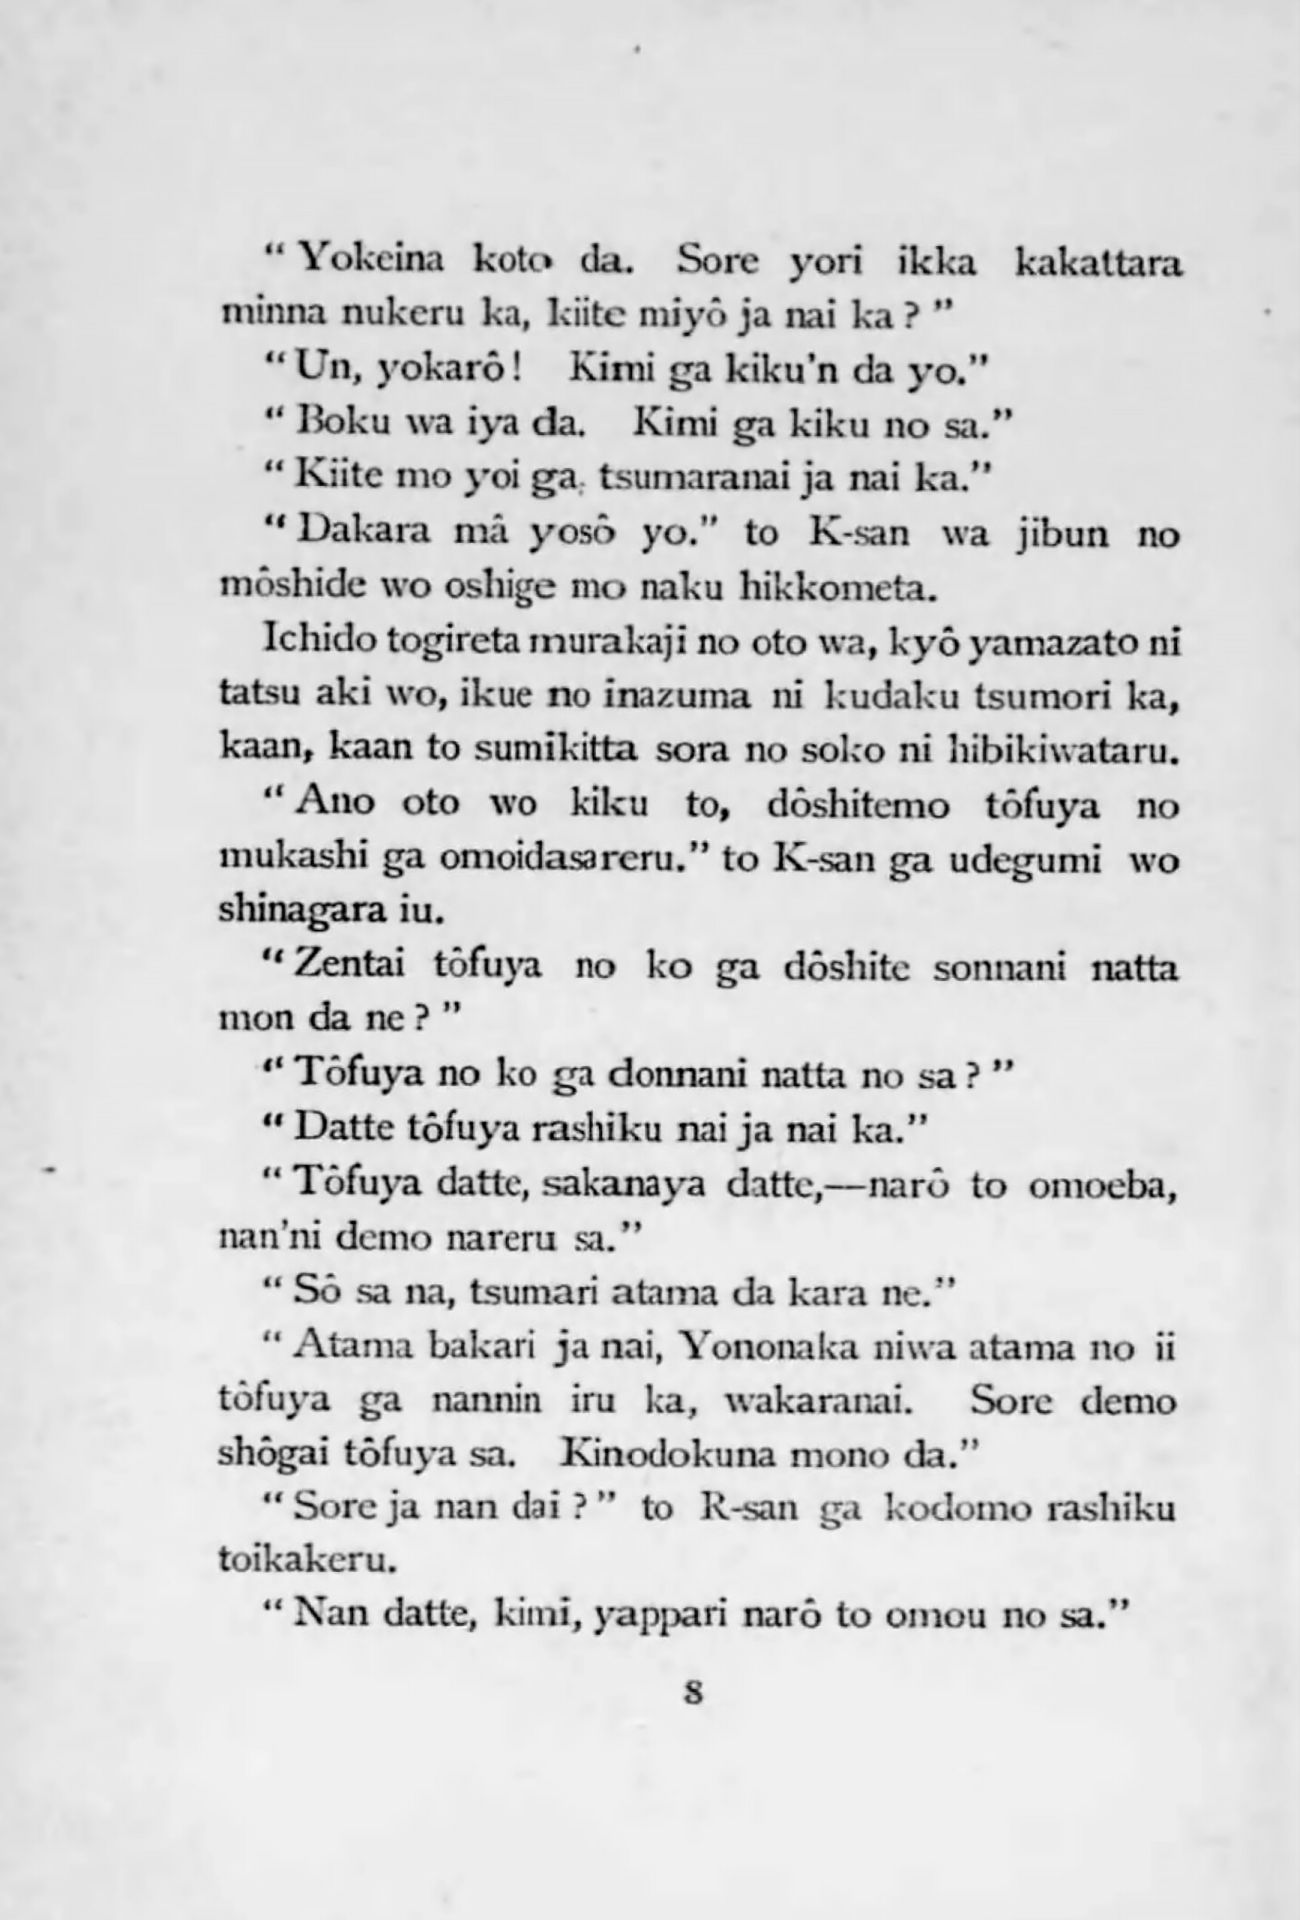 “Yokeina koto da. Sore yori ikka kakattara
minna nukeru ka, kiite miyô ja nai ka?”
“Un, yokarô! Kimi ga kiku’n da yo.”
“Boku wa iya da. Kimi ga kiku no sa.”
“Kiite mo yoi ga, tsumaranai ja nai ka.”
“Dakara mâ yosô yo.” to K-san wa jibun no
môshide wo oshige mo naku hikkometa.
Ichido togireta murakaji no oto wa, kyô yamazato ni
tatsu aki wo, ikue no inazuma ni kudaku tsumori ka,
kaan, kaan to sumikitta sora no soko ni hibikiwataru.
“Ano oto wo kiku to, dôshitemo tôfuya no
mukashi ga omoidasareru.” to K-san ga udegumi wo
shinagara iu.
“Zentai tôfuya no ko ga dôshite sonnani natta
mon da ne?”
“Tôfuya no ko ga donnani natta no sa?”
“Datte tôfuya rashiku nai ja nai ka.”
“Tôfuya datte, sakanaya datte,—narô to omoeba,
nan’ni demo nareru sa.”
“Sô sa na, tsumari atama da kara ne.”
“Atama bakari ja nai, Yononaka niwa atama no ii
tôfuya ga nannin iru ka, wakaranai. Sore demo
shôgai tôfuya sa. Kinodokuna mono da.”
“Sore ja nan dai?” to R-san ga kodomo rashiku
toikakeru.
“Nan datte, kimi, yappari narô to omou no sa.”
8